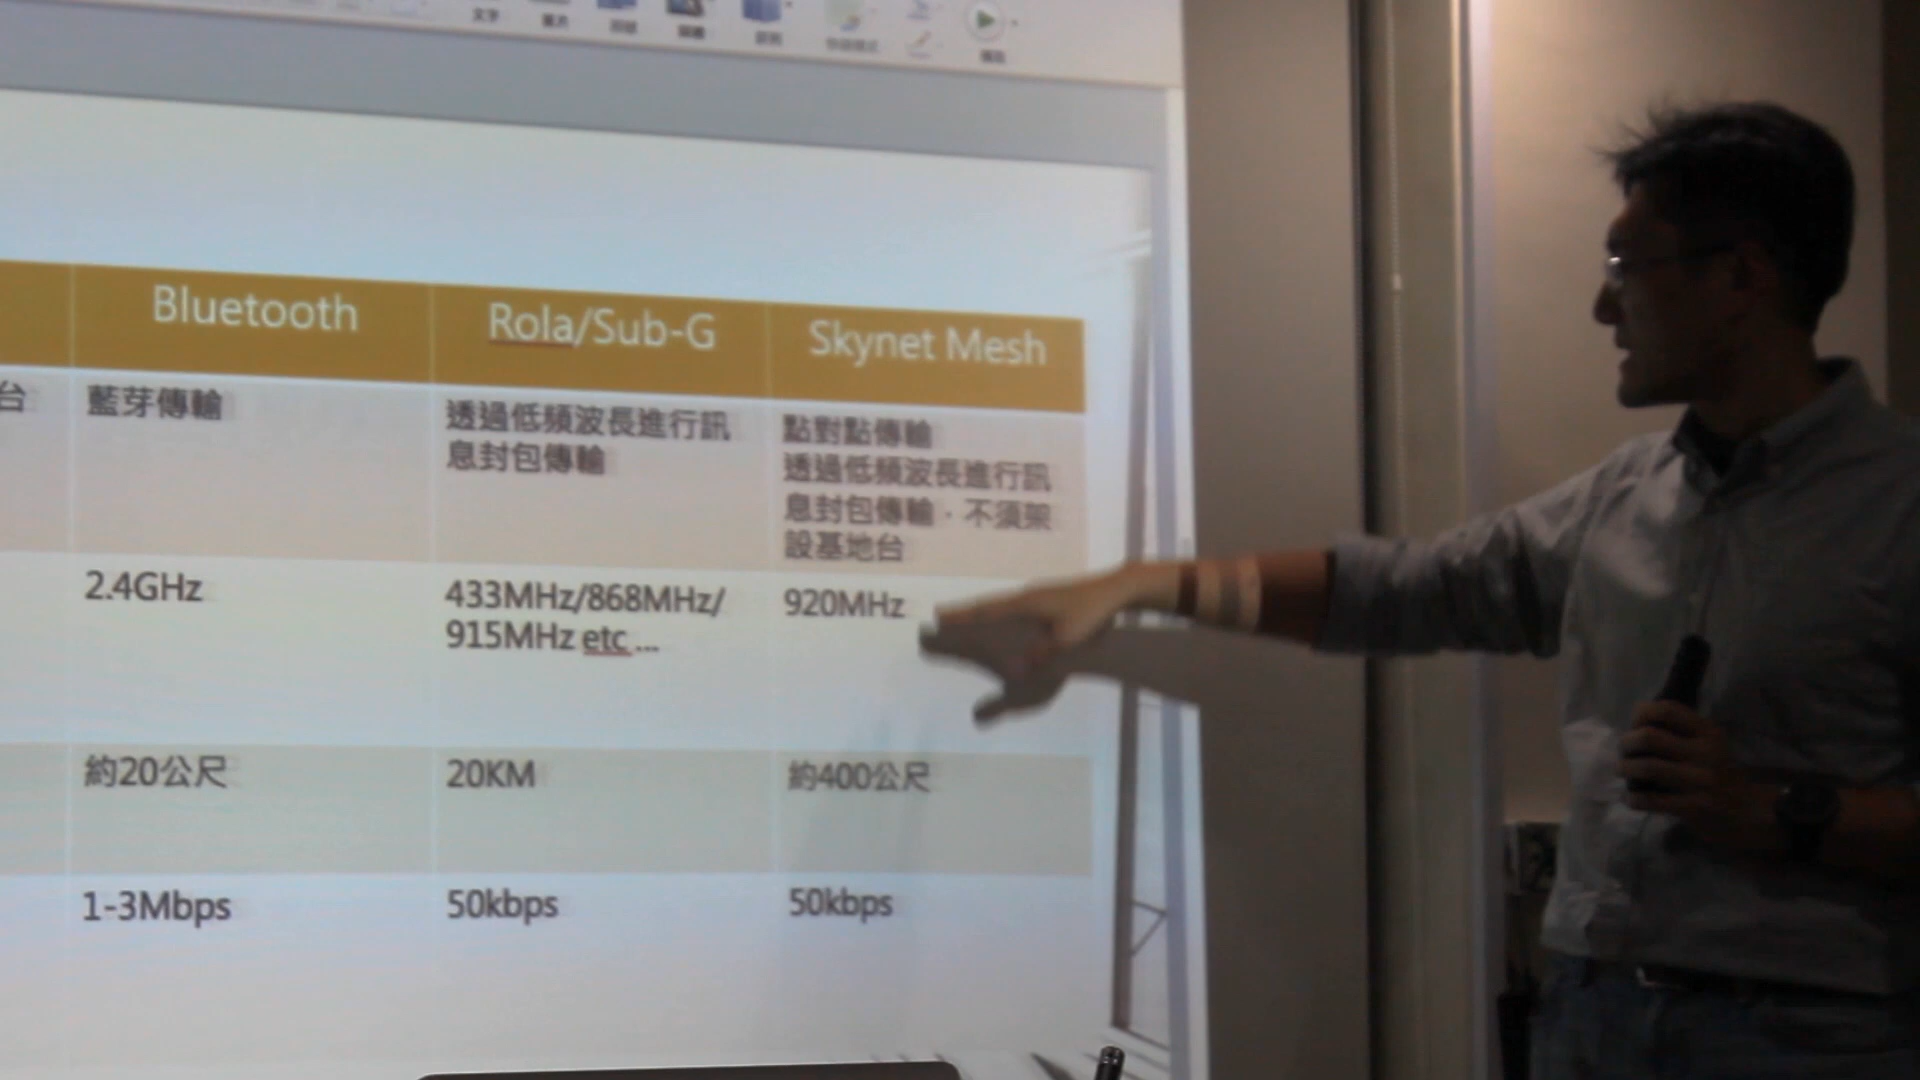 Bluetooth
Rola/Sub-G
Skynet Mesh
台
藍芽傳輸
透過低頻波長進行訊
息封包傳輸
點對點傳輸
透過低頻波長進行訊
息封包傳輸，不須架
設基地台
2.4GHz
433MHz/868MHz/
915MHz etc ...
920MHz
約20公尺
20KM
約400公尺
1-3Mbps
50kbps
50kbps